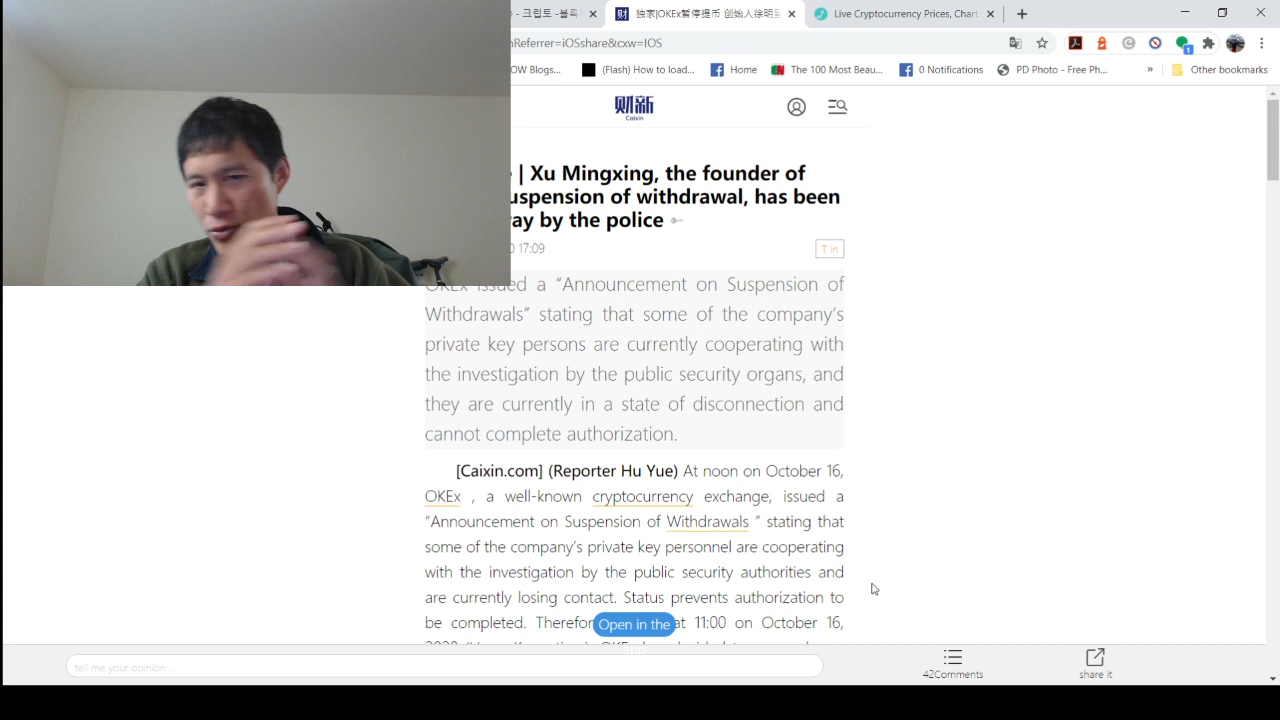 - 크립토 -블록
独家|OKEx暂停提币 创始人徐明星
Live Cryptocurrency Prices, Chart
Referrer=iOSshare&cxw=IOS
OW Blogs...
(Flash) How to load...
Home
The 100 Most Beau...
0 Notifications
PD Photo - Free Ph...
»
Other bookmarks
1
财新
Caixin
| Xu Mingxing, the founder of
uspension of withdrawal, has been
ay by the police
17:09
T in
OKEx issued a “Announcement on Suspension of
Withdrawals” stating that some of the company's
private key persons are currently cooperating with
the investigation by the public security organs, and
they are currently in a state of disconnection and
cannot complete authorization.
[Caixin.com] (Reporter Hu Yue) At noon on October 16,
OKEx , a well-known cryptocurrency exchange, issued a
“Announcement on Suspension of Withdrawals ” stating that
some of the company's private key personnel are cooperating
with the investigation by the public security authorities and
are currently losing contact. Status prevents authorization to
be completed. Therefor at 11:00 on October 16,
Open in the
app
tell me your opinion...
42Comments
share it